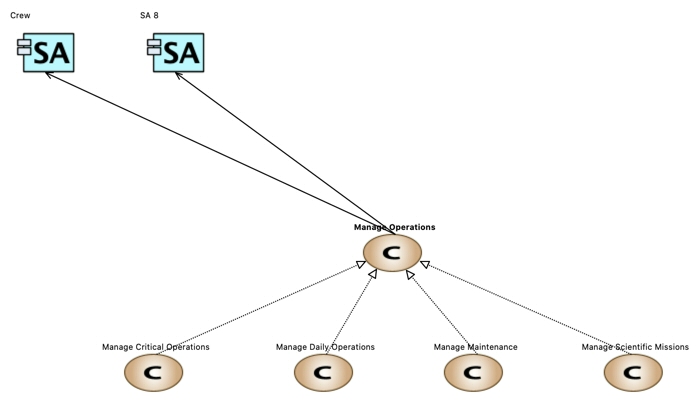 Crew
SA 8
SA
SA
Manage Operations
C
Manage Critical Operations
Manage Daily Operations
Manage Maintenance
Manage Scientific Missions
C
C
C
C